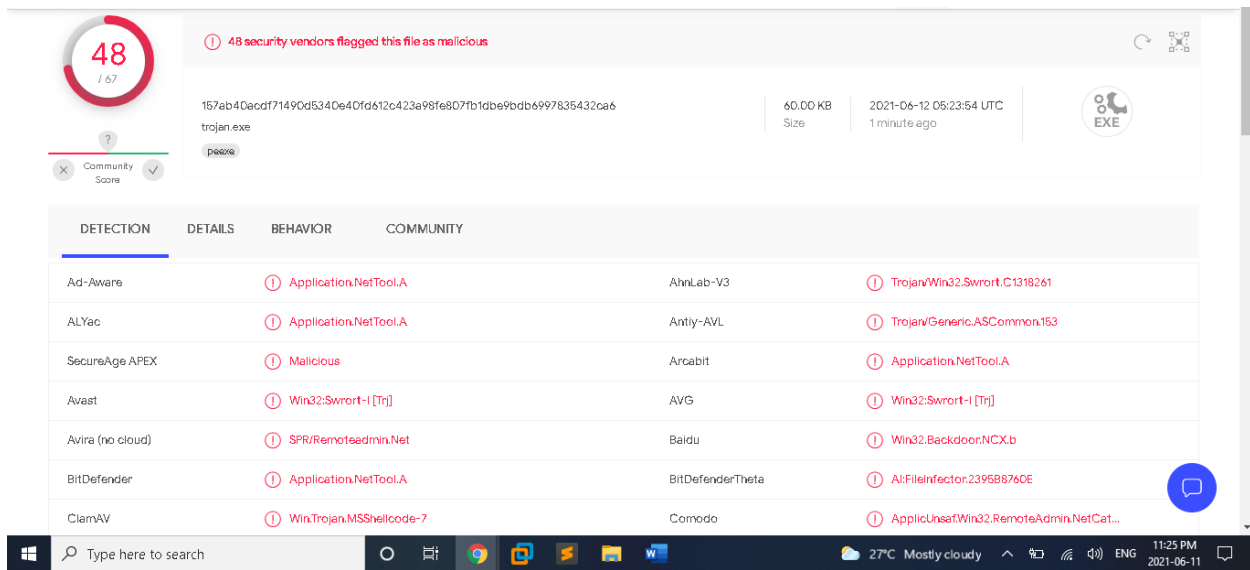 48
/ 67
48 security vendors flagged this file as malicious
157ab40acdf71490d5340e40fd612c423a98fe807fb1dbe9bdb6997835432ca6
trojan.exe
peexe
60.00 KB
Size
2021-06-12 05:23:54 UTC
1 minute ago
EXE
?
Community
Score
DETECTION DETAILS BEHAVIOR COMMUNITY
Ad-Aware Application.NetTool.A AhnLab-V3 Trojan/Win32.Swrort.C1318261
ALYac Application.NetTool.A Antiy-AVL Trojan/Generic.ASCommon.153
SecureAge APEX Malicious Arcabit Application.NetTool.A
Avast Win32:Swrort-I [Trj] AVG Win32:Swrort-I [Trj]
Avira (no cloud) SPR/Remoteadmin.Net Baidu Win32.Backdoor.NCX.b
BitDefender Application.NetTool.A BitDefenderTheta AI:FileInfector.2395B8760E
ClamAV Win.Trojan.MSShellcode-7 Comodo ApplicUnsaf.Win32.RemoteAdmin.NetCat...
Type here to search
27°C Mostly cloudy
ENG
11:25 PM
2021-06-11